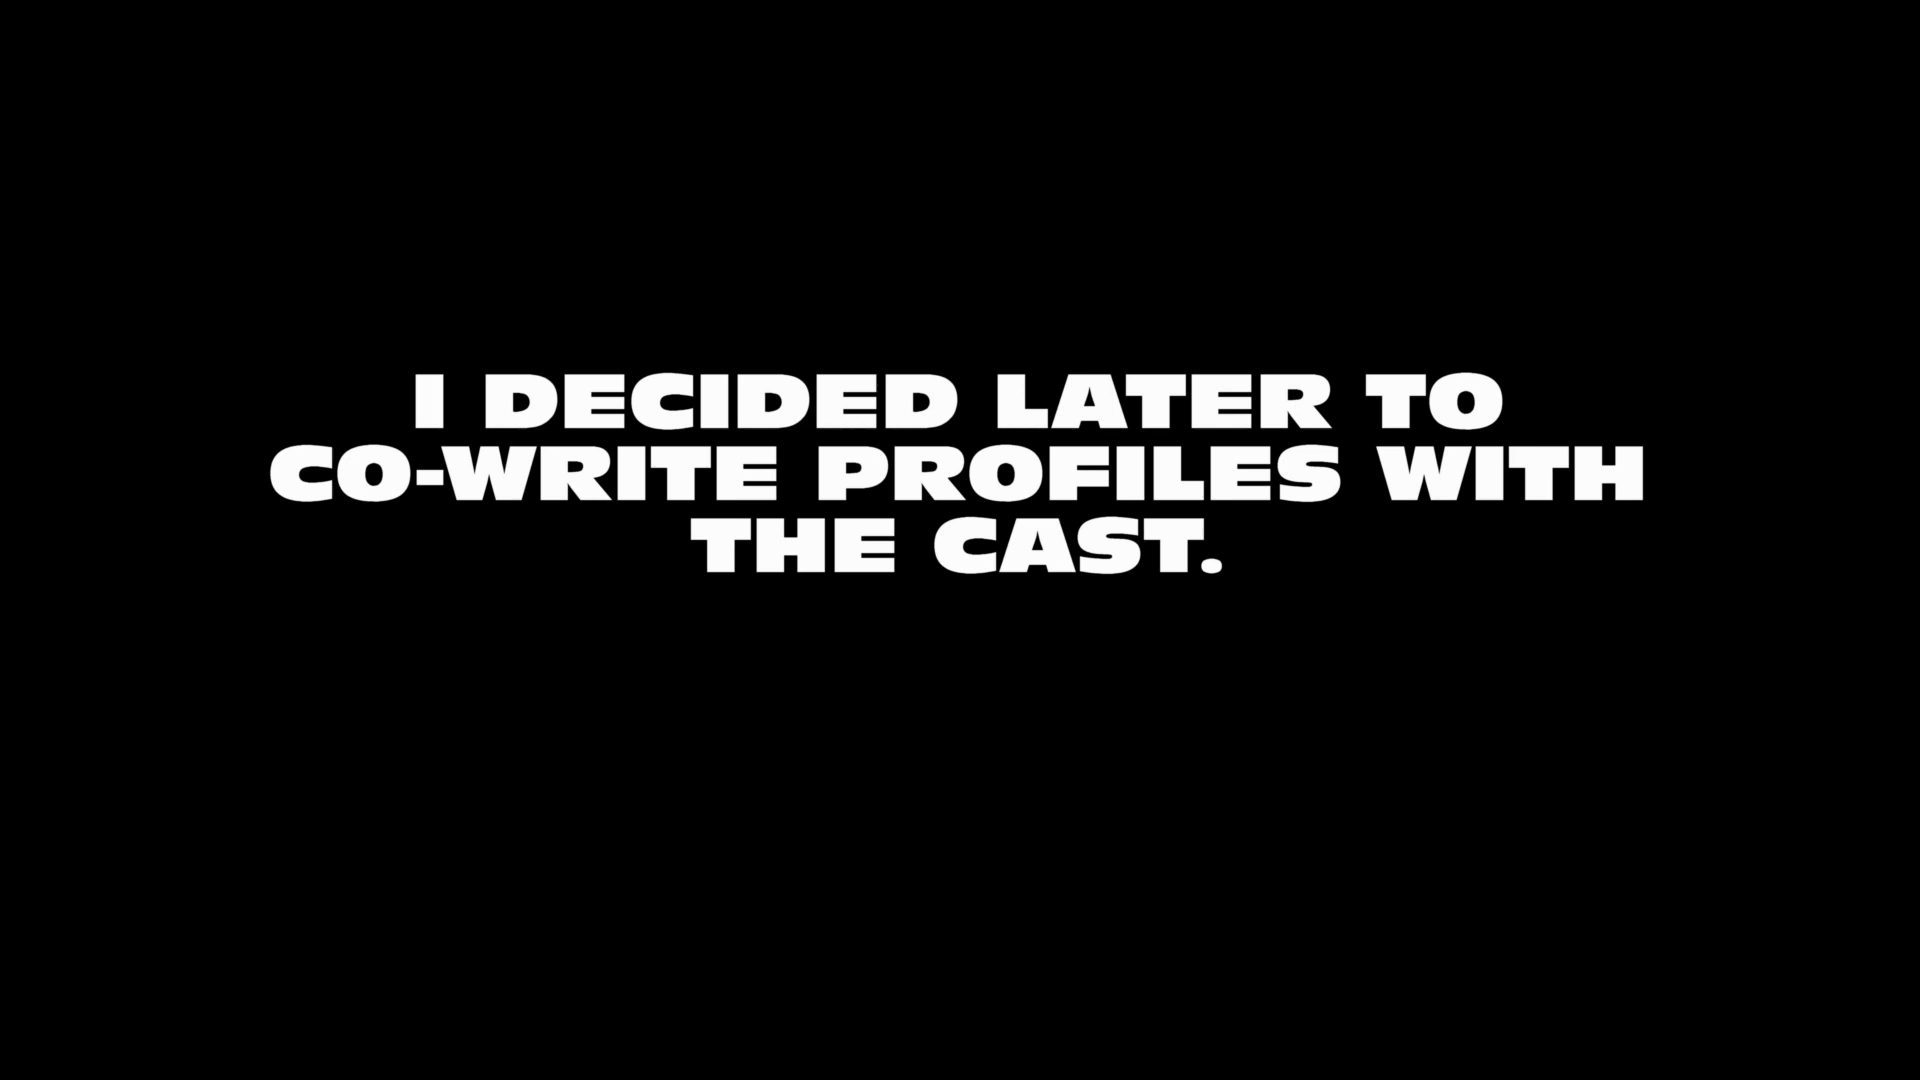 I DECIDED LATER TO
CO-WRITE PROFILES WITH
THE CAST.